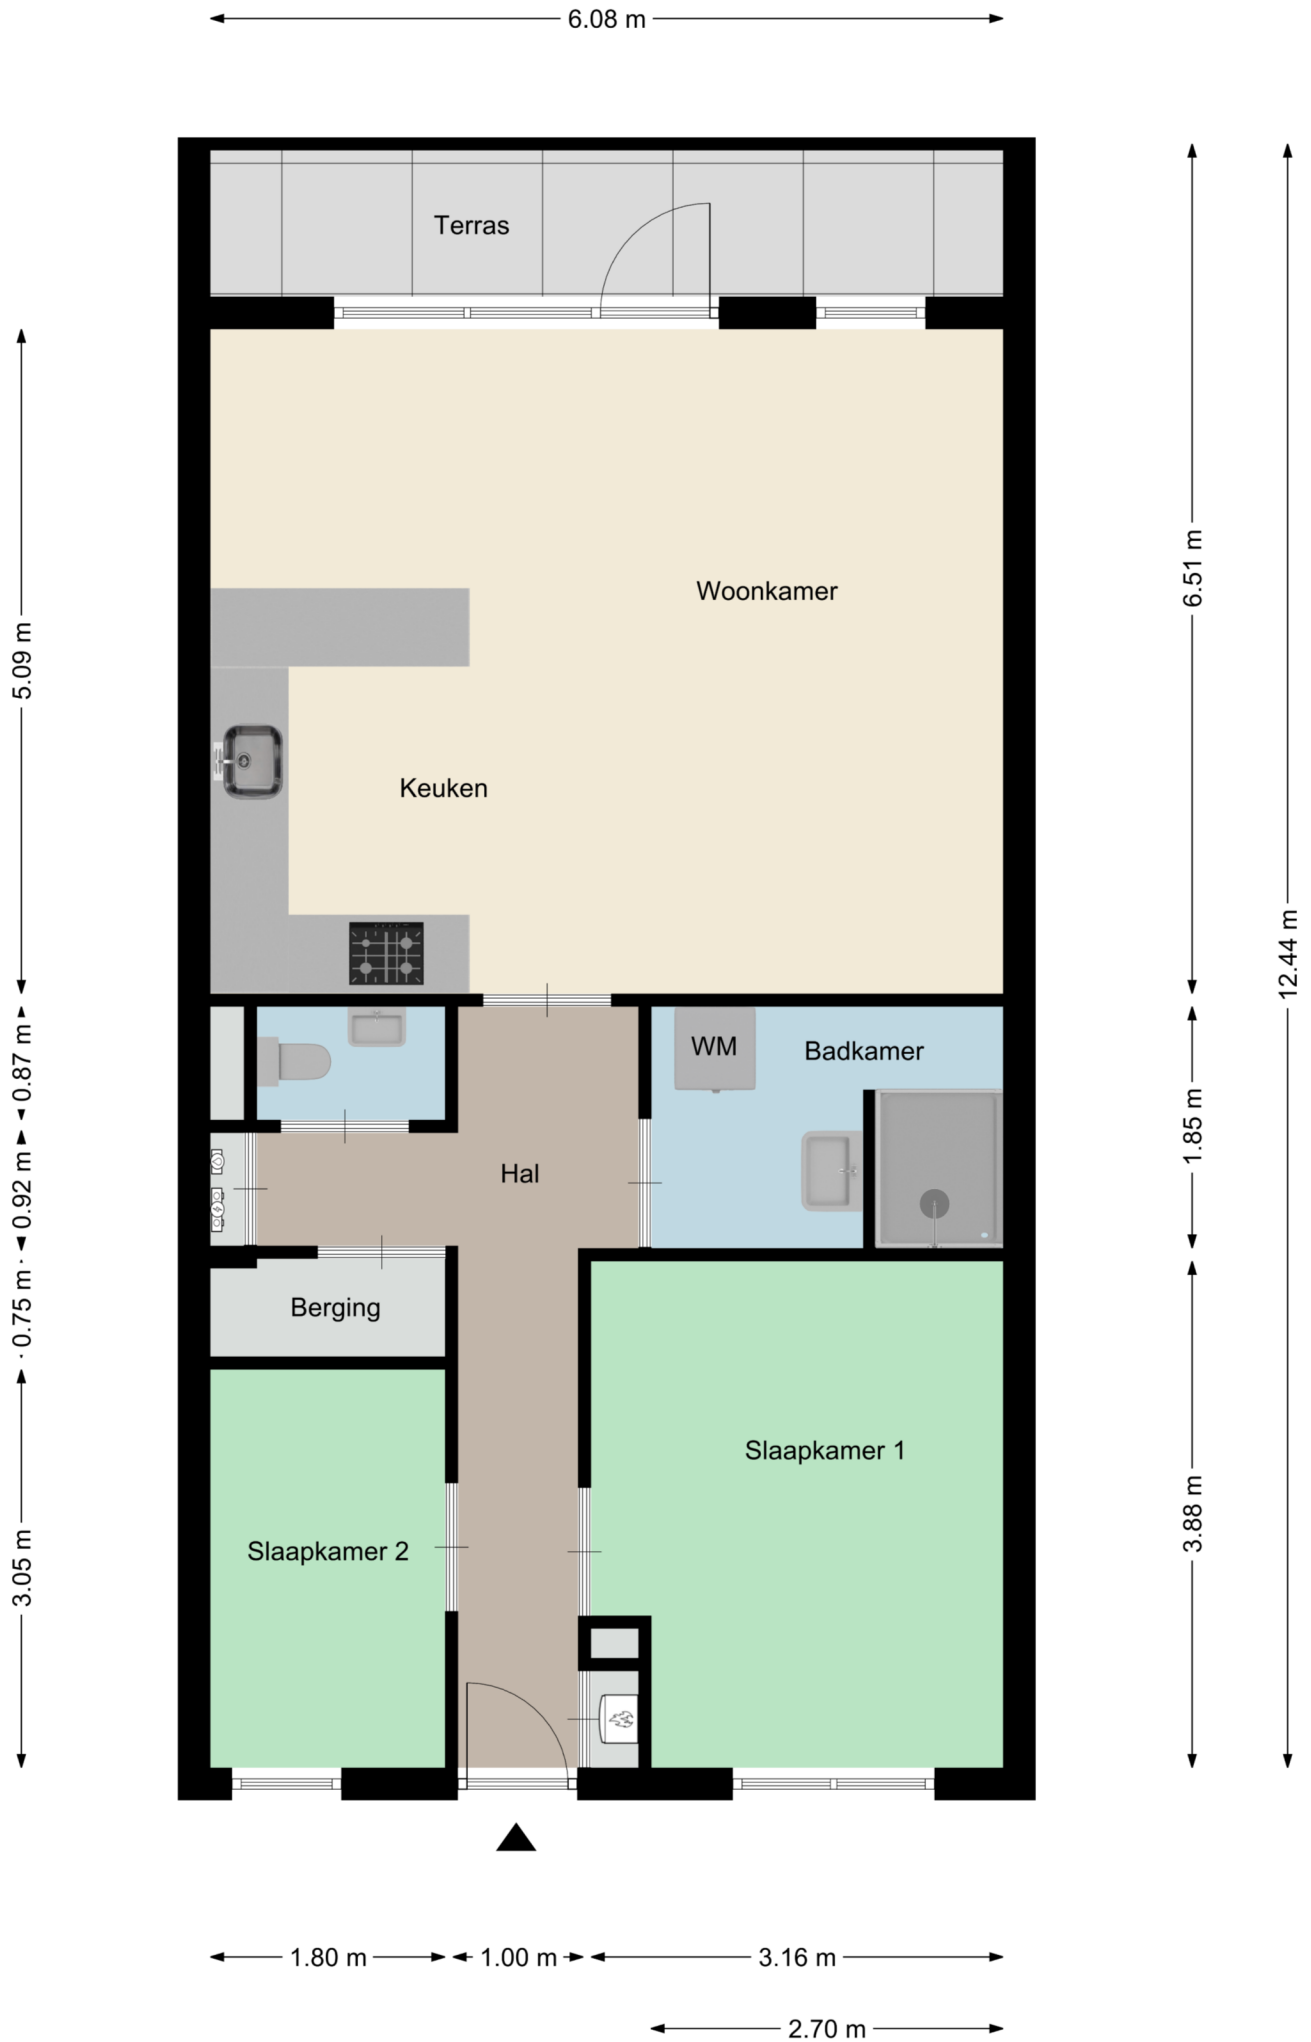 6.08 m
Terras
Woonkamer
Keuken
5.09 m
6.51 m
12.44 m
WM
Badkamer
Hal
0.87 m
0.92 m
0.75 m
1.85 m
Berging
Slaapkamer 1
Slaapkamer 2
3.05 m
3.88 m
1.80 m
1.00 m
3.16 m
2.70 m